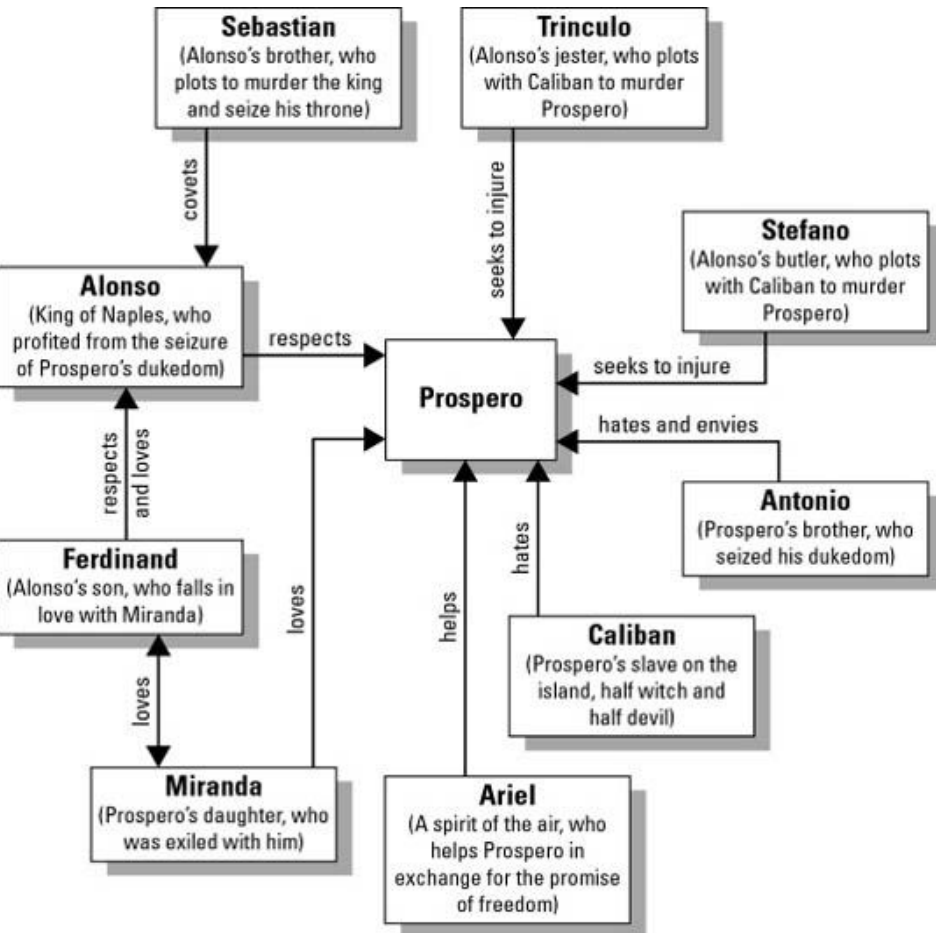 Sebastian
(Alonso's brother, who
plots to murder the king
and seize his throne)
Trinculo
(Alonso's jester, who plots
with Caliban to murder
Prospero)
covets
seeks to injure
Stefano
(Alonso's butler, who plots
with Caliban to murder
Prospero)
Alonso
(King of Naples, who
profited from the seizure
of Prospero's dukedom)
respects
Prospero
seeks to injure
hates and envies
respects
and loves
Antonio
(Prospero's brother, who
seized his dukedom)
Ferdinand
(Alonso's son, who falls in
love with Miranda)
loves
helps
hates
Caliban
(Prospero's slave on the
island, half witch and
half devil)
loves
Miranda
(Prospero's daughter, who
was exiled with him)
Ariel
(A spirit of the air, who
helps Prospero in
exchange for the promise
of freedom)